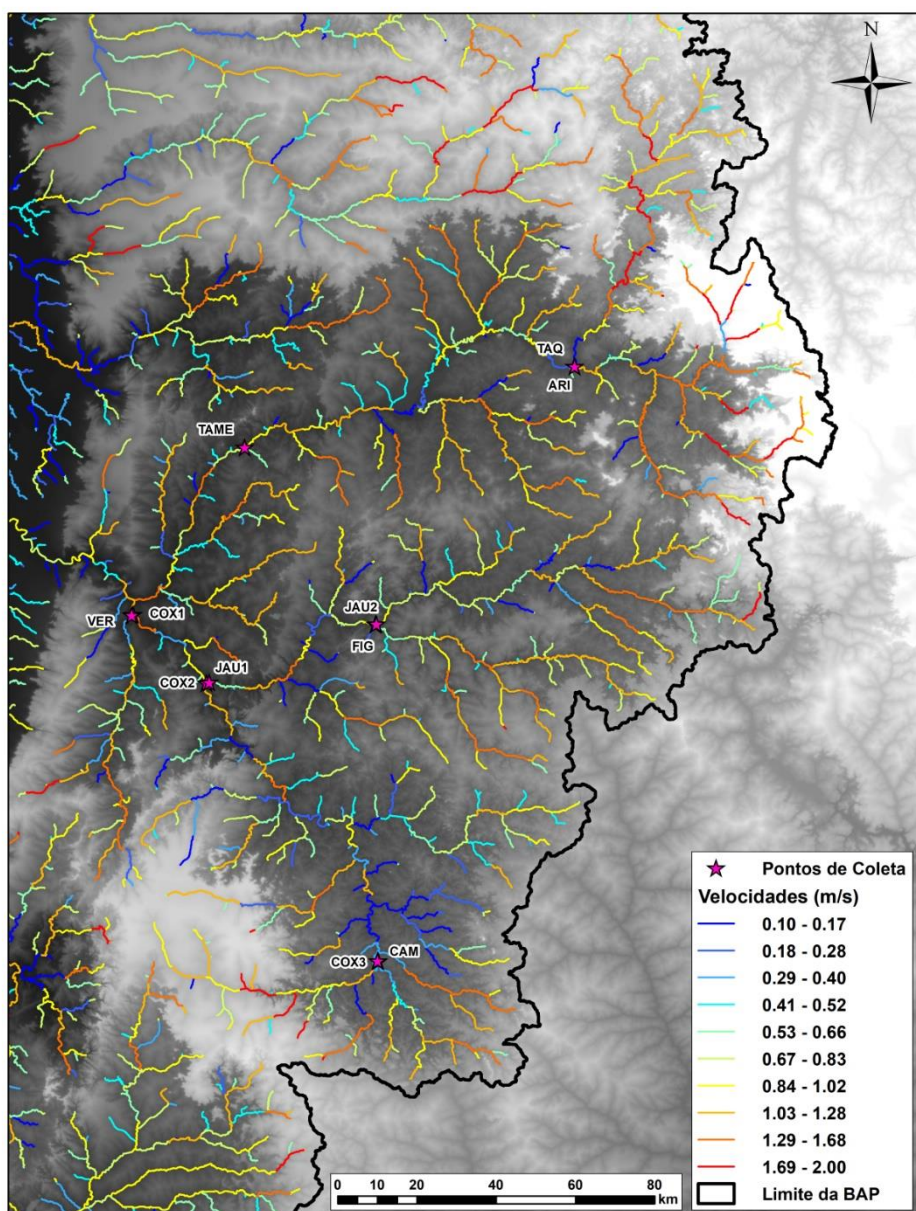 N
TAQ
ARI
TAME
VER
COX1
JAU2
FIG
JAU1
COX2
COX3
CAM
Pontos de Coleta
Velocidades (m/s)
0.10 - 0.17
0.18 - 0.28
0.29 - 0.40
0.41 - 0.52
0.53 - 0.66
0.67 - 0.83
0.84 - 1.02
1.03 - 1.28
1.29 - 1.68
1.69 - 2.00
Limite da BAP
0 20 40 60 80
km